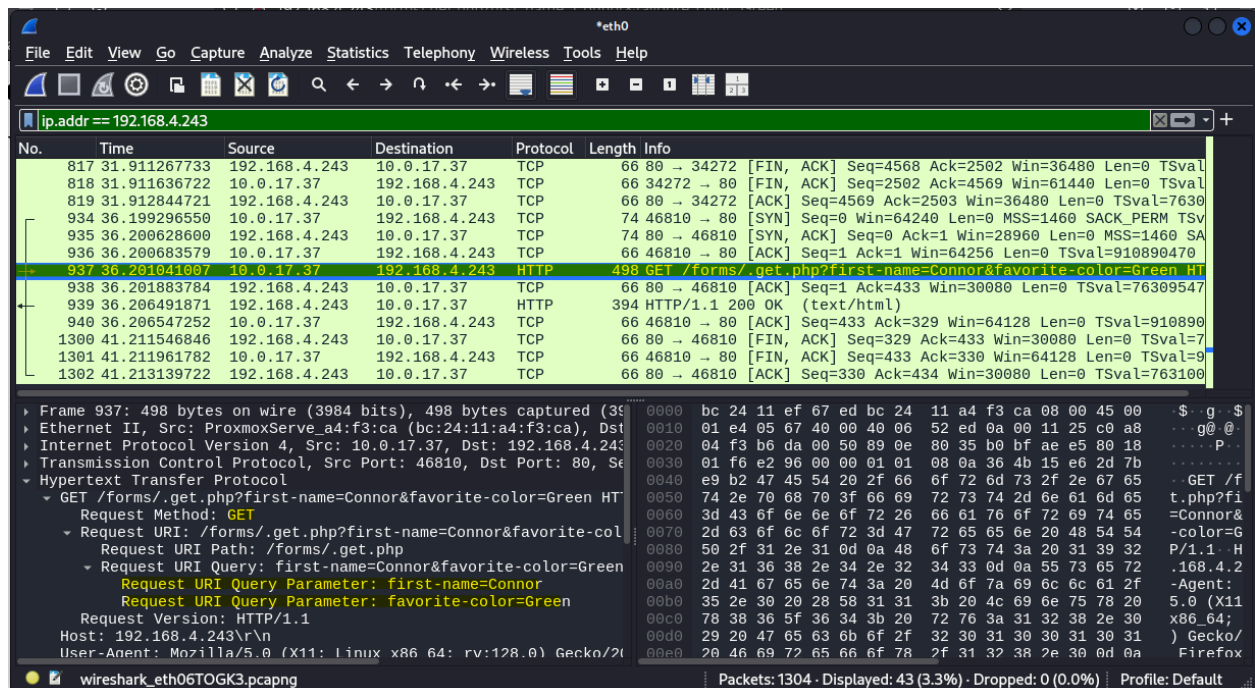 *eth0
File Edit View Go Capture Analyze Statistics Telephony Wireless Tools Help
ip.addr == 192.168.4.243
No. Time Source Destination Protocol Length Info
817 31.911267733 192.168.4.243 10.0.17.37 TCP 66 80 → 34272 [FIN, ACK] Seq=4568 Ack=2502 Win=36480 Len=0 TSval
818 31.911636722 10.0.17.37 192.168.4.243 TCP 66 34272 → 80 [FIN, ACK] Seq=2502 Ack=4569 Win=61440 Len=0 TSval
819 31.912844721 192.168.4.243 10.0.17.37 TCP 66 80 → 34272 [ACK] Seq=4569 Ack=2503 Win=36480 Len=0 TSval=7630
934 36.199296550 10.0.17.37 192.168.4.243 TCP 74 46810 → 80 [SYN] Seq=0 Win=64240 Len=0 MSS=1460 SACK_PERM TSv
935 36.200628600 192.168.4.243 10.0.17.37 TCP 74 80 → 46810 [SYN, ACK] Seq=0 Ack=1 Win=28960 Len=0 MSS=1460 SA
936 36.200683579 10.0.17.37 192.168.4.243 TCP 66 46810 → 80 [ACK] Seq=1 Ack=1 Win=64256 Len=0 TSval=910890470
937 36.201041007 10.0.17.37 192.168.4.243 HTTP 498 GET /forms/.get.php?first-name=Connor&favorite-color=Green HT
938 36.201883784 192.168.4.243 10.0.17.37 TCP 66 80 → 46810 [ACK] Seq=1 Ack=433 Win=30080 Len=0 TSval=76309547
939 36.206491871 192.168.4.243 10.0.17.37 HTTP 394 HTTP/1.1 200 OK (text/html)
940 36.206547252 10.0.17.37 192.168.4.243 TCP 66 46810 → 80 [ACK] Seq=433 Ack=329 Win=64128 Len=0 TSval=910890
1300 41.211546846 192.168.4.243 10.0.17.37 TCP 66 80 → 46810 [FIN, ACK] Seq=329 Ack=433 Win=30080 Len=0 TSval=7
1301 41.211961782 10.0.17.37 192.168.4.243 TCP 66 46810 → 80 [FIN, ACK] Seq=433 Ack=330 Win=64128 Len=0 TSval=9
1302 41.213139722 192.168.4.243 10.0.17.37 TCP 66 80 → 46810 [ACK] Seq=330 Ack=434 Win=30080 Len=0 TSval=763100
Frame 937: 498 bytes on wire (3984 bits), 498 bytes captured (39
Ethernet II, Src: ProxmoxServe_a4:f3:ca (bc:24:11:a4:f3:ca), Dst
Internet Protocol Version 4, Src: 10.0.17.37, Dst: 192.168.4.243
Transmission Control Protocol, Src Port: 46810, Dst Port: 80, Se
Hypertext Transfer Protocol
GET /forms/.get.php?first-name=Connor&favorite-color=Green HT
Request Method: GET
Request URI: /forms/.get.php?first-name=Connor&favorite-col
Request URI Path: /forms/.get.php
Request URI Query: first-name=Connor&favorite-color=Green
Request URI Query Parameter: first-name=Connor
Request URI Query Parameter: favorite-color=Green
Request Version: HTTP/1.1
Host: 192.168.4.243\r\n
User-Agent: Mozilla/5.0 (X11; Linux x86_64; rv:128.0) Gecko/20
0000 bc 24 11 ef 67 ed bc 24 11 a4 f3 ca 08 00 45 00 ·$··g··$
0010 01 e4 05 67 40 00 40 06 52 ed 0a 00 11 25 c0 a8 ···g@·@·
0020 04 f3 b6 da 00 50 89 0e 80 35 b0 bf ae e5 80 18 ·····P··
0030 01 f6 e2 96 00 00 01 01 08 0a 36 4b 15 e6 2d 7b ········
0040 e9 b2 47 45 54 20 2f 66 6f 72 6d 73 2f 2e 67 65 ··GET /f
0050 74 2e 70 68 70 3f 66 69 72 73 74 2d 6e 61 6d 65 t.php?fi
0060 3d 43 6f 6e 6e 6f 72 26 66 61 76 6f 72 69 74 65 =Connor&
0070 2d 63 6f 6c 6f 72 3d 47 72 65 65 6e 20 48 54 54 -color=G
0080 50 2f 31 2e 31 0d 0a 48 6f 73 74 3a 20 31 39 32 P/1.1··H
0090 2e 31 36 38 2e 34 2e 32 34 33 0d 0a 55 73 65 72 .168.4.2
00a0 2d 41 67 65 6e 74 3a 20 4d 6f 7a 69 6c 6c 61 2f -Agent:
00b0 35 2e 30 20 28 58 31 31 3b 20 4c 69 6e 75 78 20 5.0 (X11
00c0 78 38 36 5f 36 34 3b 20 72 76 3a 31 32 38 2e 30 x86_64;
00d0 29 20 47 65 63 6b 6f 2f 32 30 31 30 30 31 30 31 ) Gecko/
00e0 20 46 69 72 65 66 6f 78 2f 31 32 38 2e 30 0d 0a Firefox
wireshark_eth06TOGK3.pcapng
Packets: 1304 · Displayed: 43 (3.3%) · Dropped: 0 (0.0%)
Profile: Default